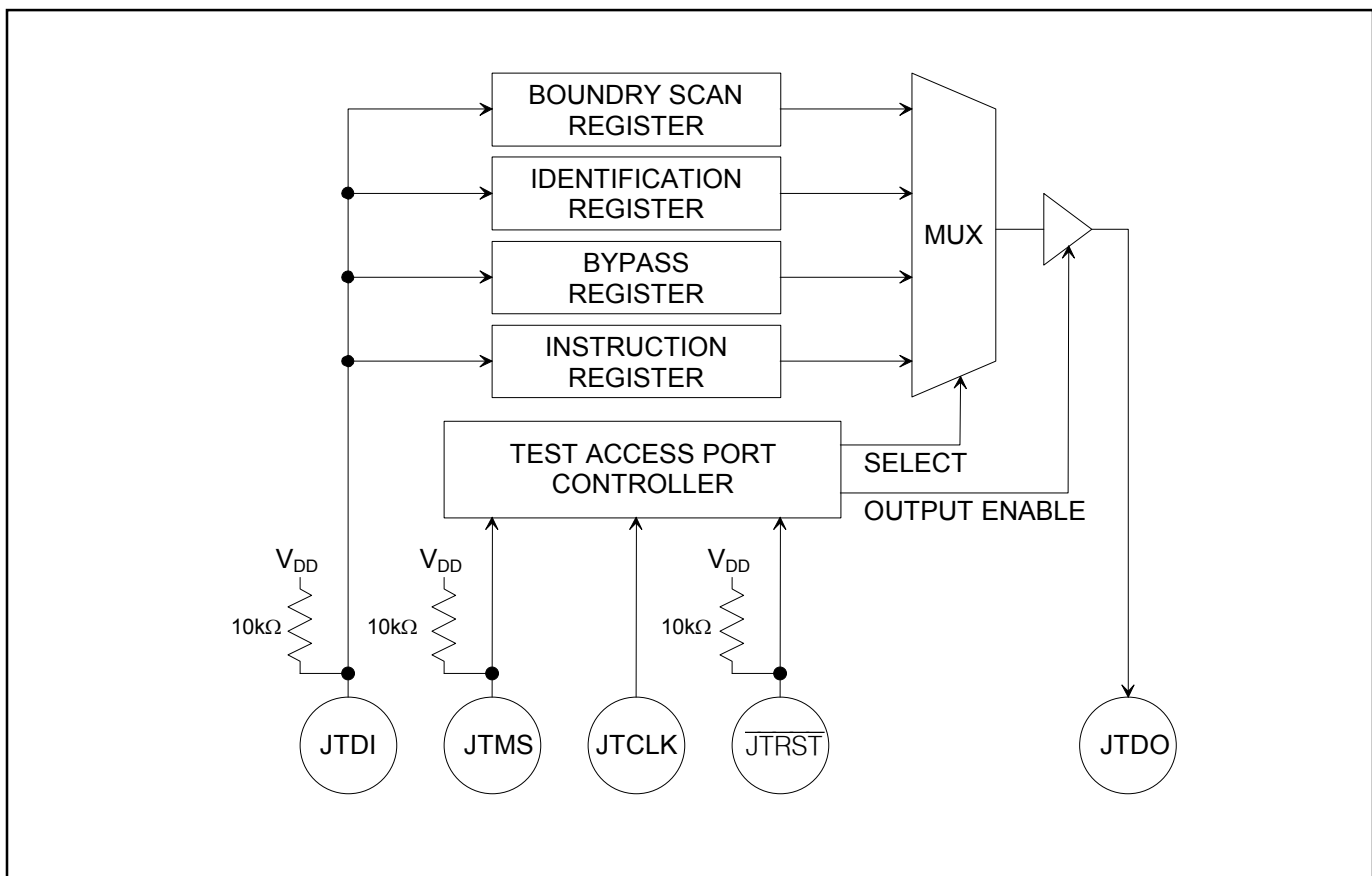 BOUNDRY SCAN
REGISTER
IDENTIFICATION
REGISTER
BYPASS
REGISTER
INSTRUCTION
REGISTER
MUX
TEST ACCESS PORT
CONTROLLER
SELECT
OUTPUT ENABLE
VDD
10kΩ
VDD
10kΩ
VDD
10kΩ
JTDI
JTMS
JTCLK
JTRST
JTDO